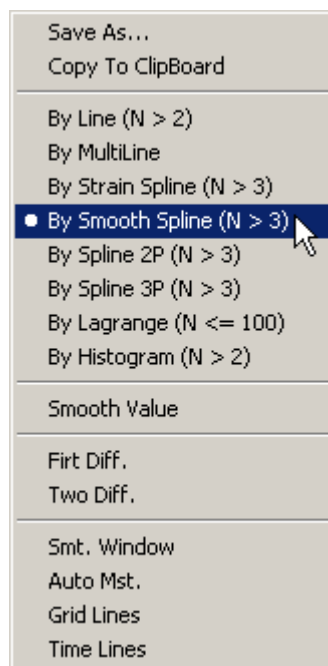 Save As...
Copy To ClipBoard
By Line (N > 2)
By MultiLine
By Strain Spline (N > 3)
By Smooth Spline (N > 3)
By Spline 2P (N > 3)
By Spline 3P (N > 3)
By Lagrange (N <= 100)
By Histogram (N > 2)
Smooth Value
Firt Diff.
Two Diff.
Smt. Window
Auto Mst.
Grid Lines
Time Lines